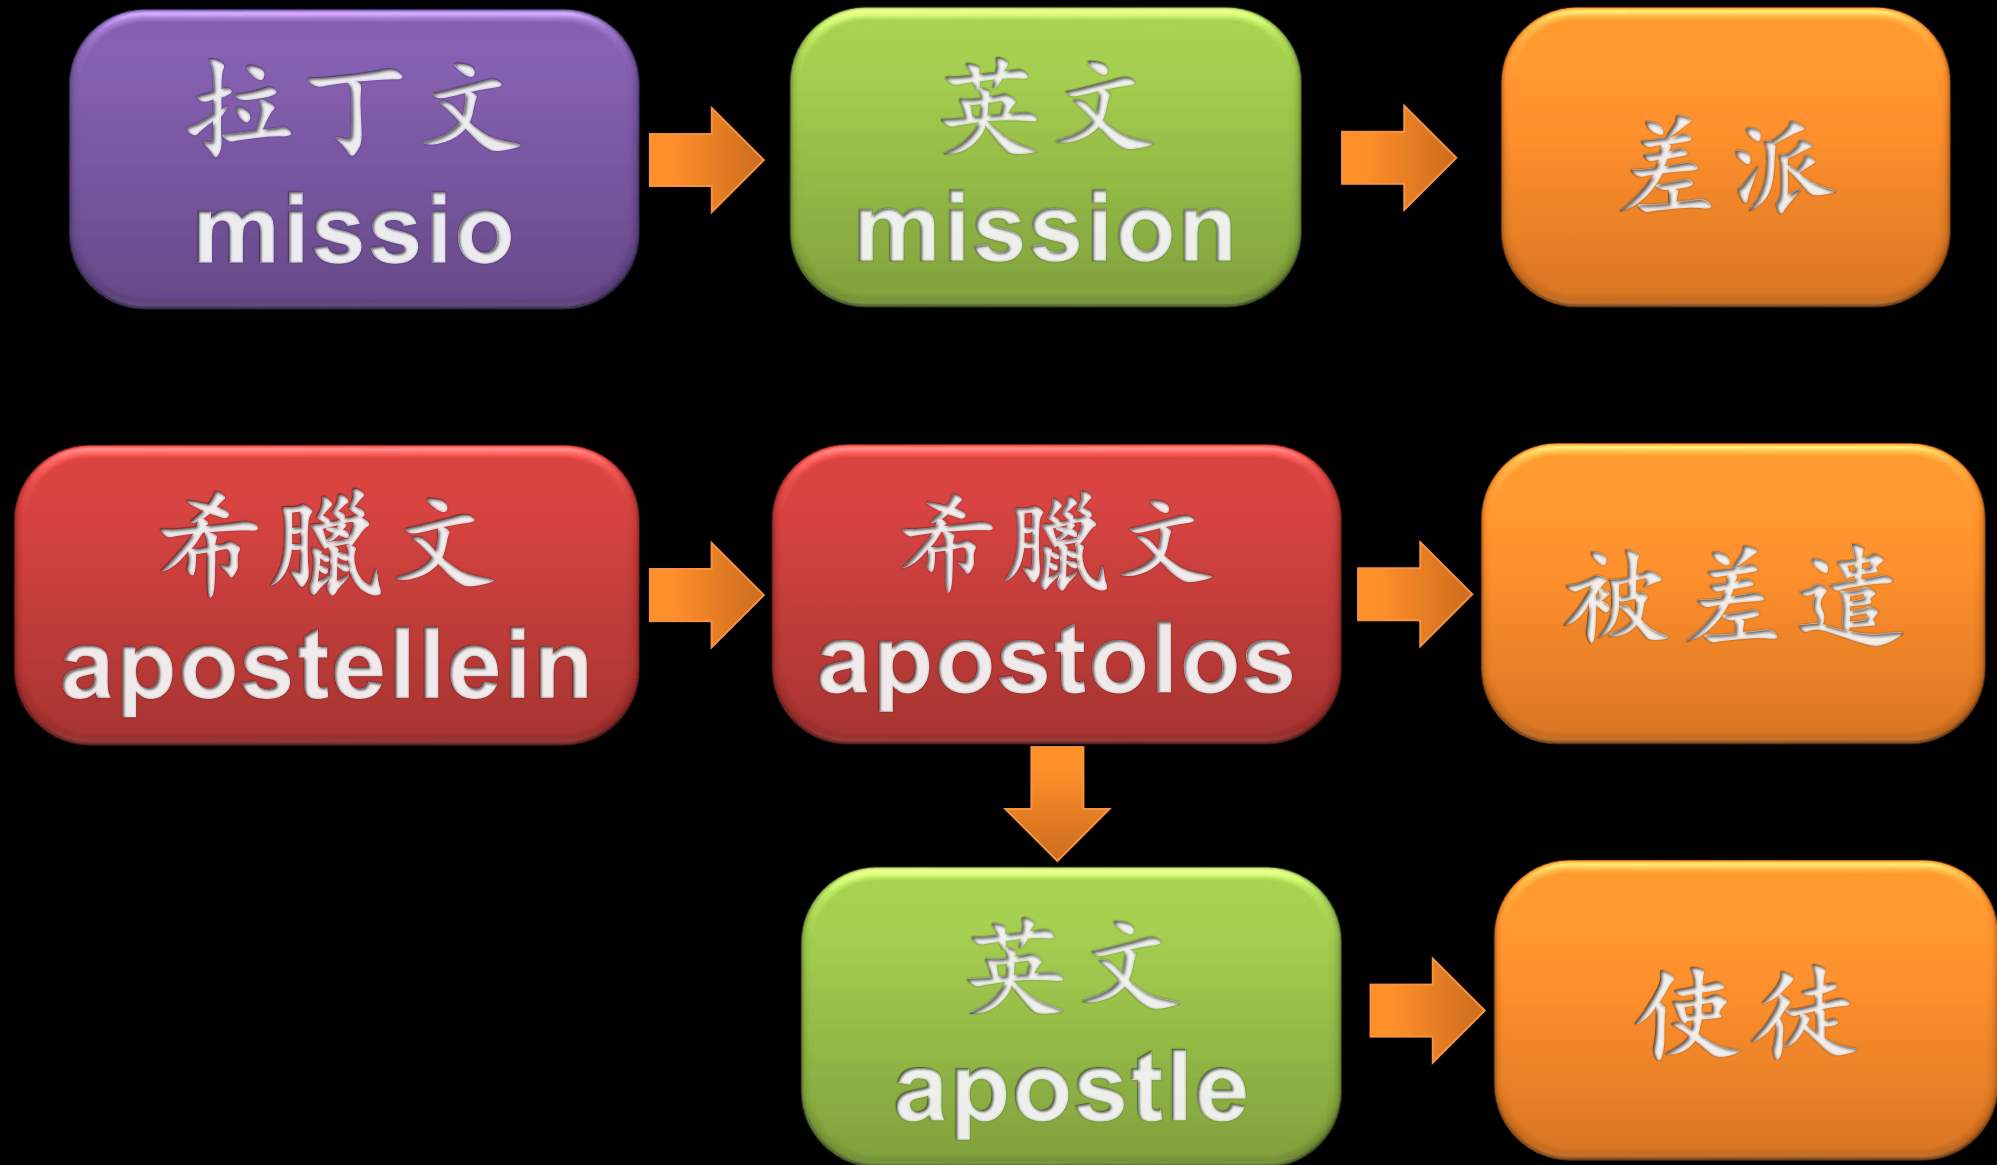 拉丁文
missio
英文
mission
差派
希臘文
apostellein
希臘文
apostolos
被差遣
英文
apostle
使徒